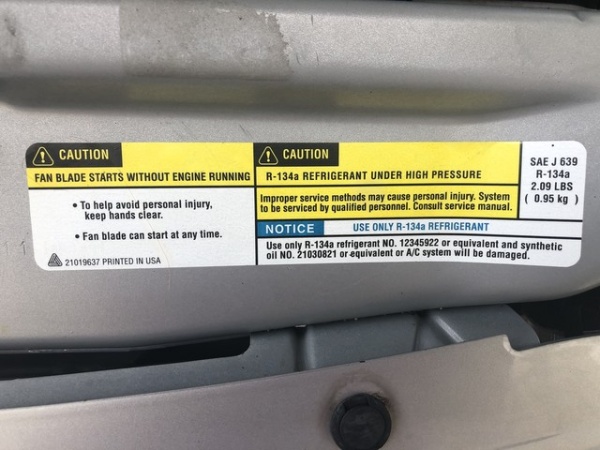 CAUTION
FAN BLADE STARTS WITHOUT ENGINE RUNNING
• To help avoid personal injury,
keep hands clear.
• Fan blade can start at any time.
21019637 PRINTED IN USA
CAUTION
R-134a REFRIGERANT UNDER HIGH PRESSURE
Improper service methods may cause personal injury. System
to be serviced by qualified personnel. Consult service manual.
NOTICE USE ONLY R-134a REFRIGERANT
Use only R-134a refrigerant NO. 12345922 or equivalent and synthetic
oil NO. 21030821 or equivalent or A/C system will be damaged.
SAE J 639
R-134a
2.09 LBS
( 0.95 kg )